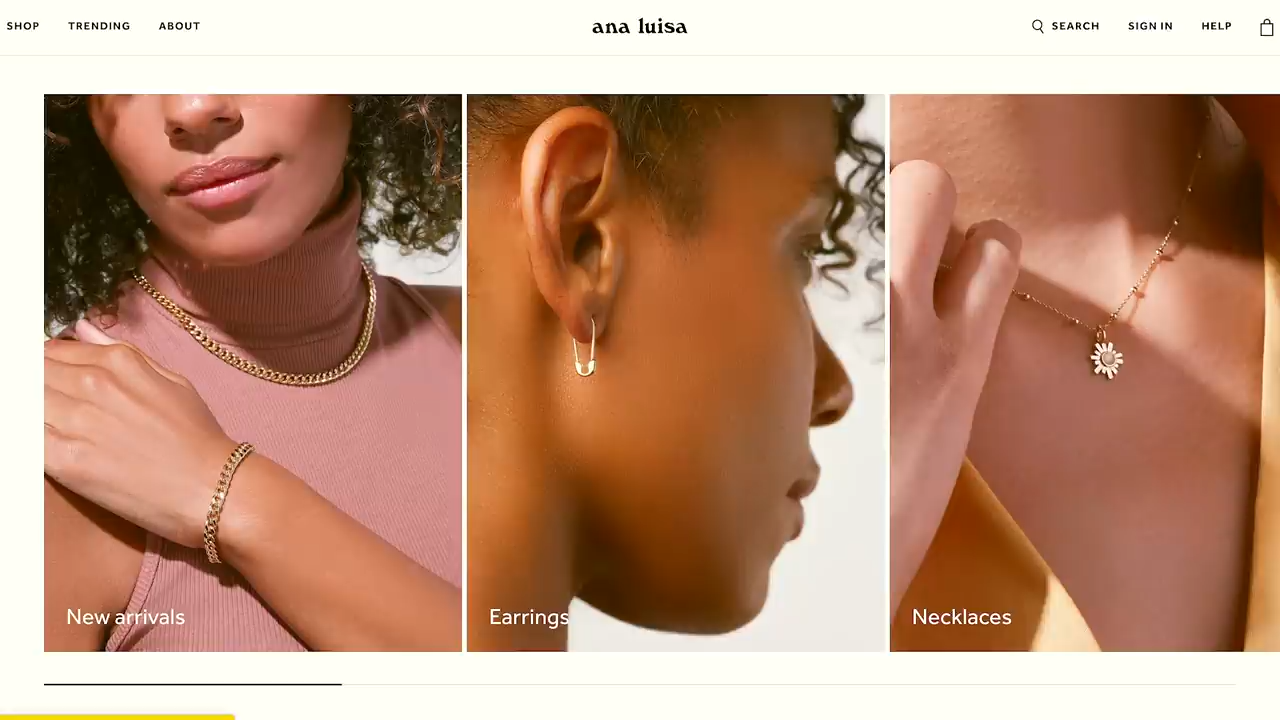 SHOP TRENDING ABOUT ana luisa SEARCH SIGN IN HELP
New arrivals Earrings Necklaces